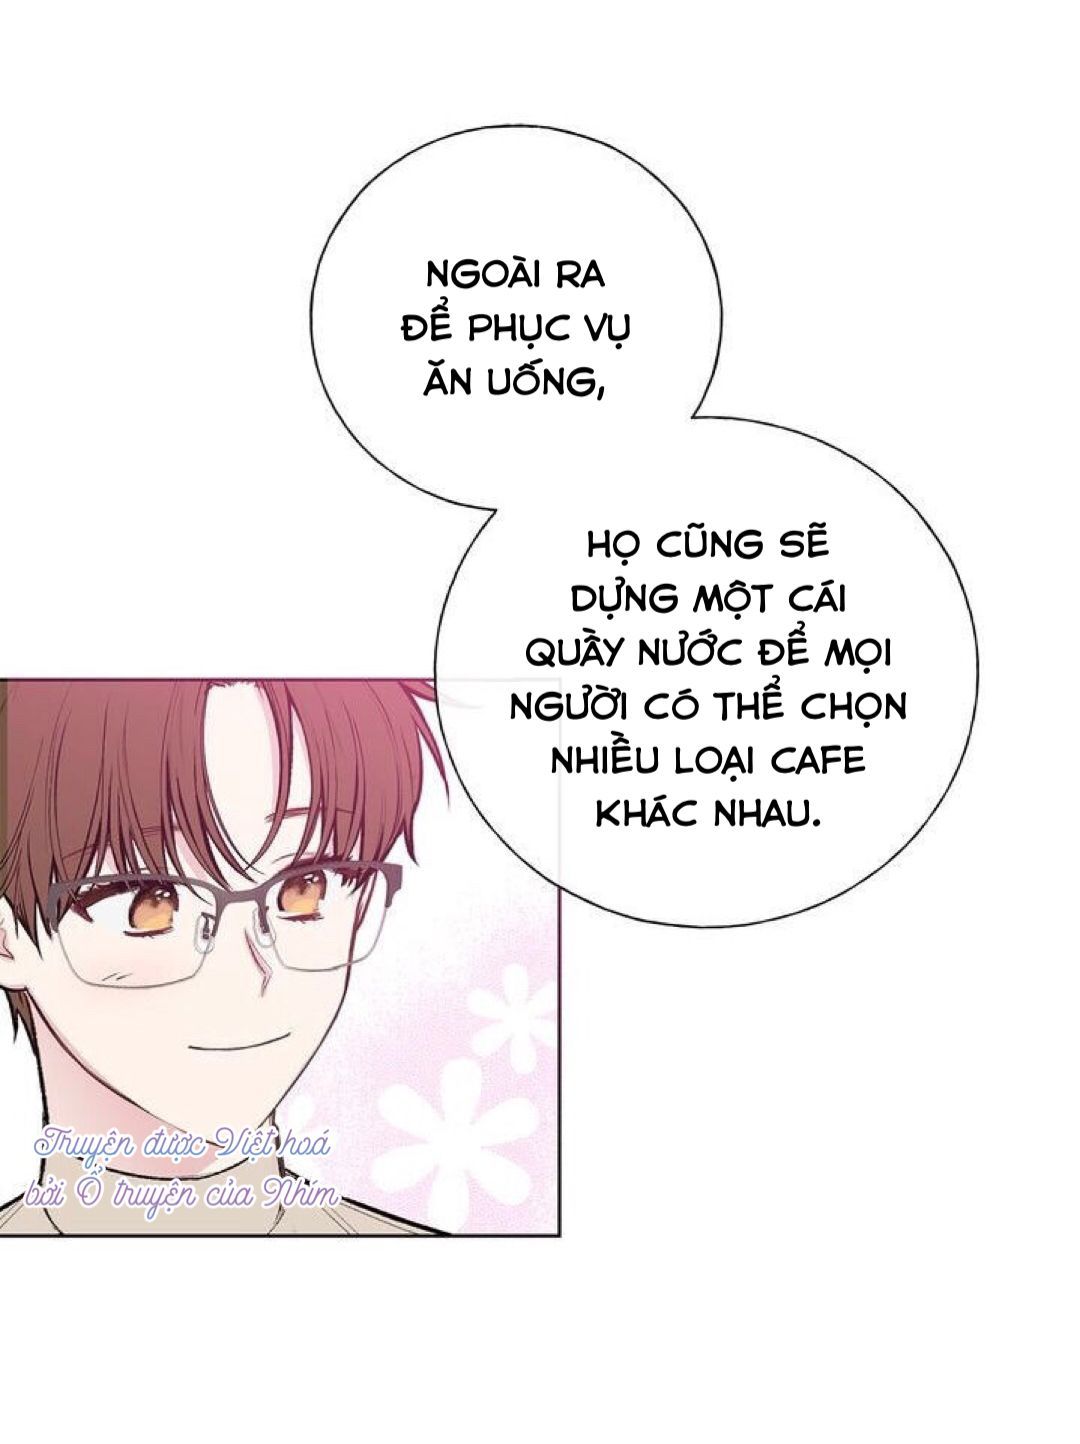 NGOÀI RA
ĐỂ PHỤC VỤ
ĂN UỐNG,
HỌ CŨNG SẼ
DỰNG MỘT CÁI
QUẦY NƯỚC ĐỂ MỌI
NGƯỜI CÓ THỂ CHỌN
NHIỀU LOẠI CAFE
KHÁC NHAU.
Truyện được Việt hoá
bởi Ổ truyện của Nhím